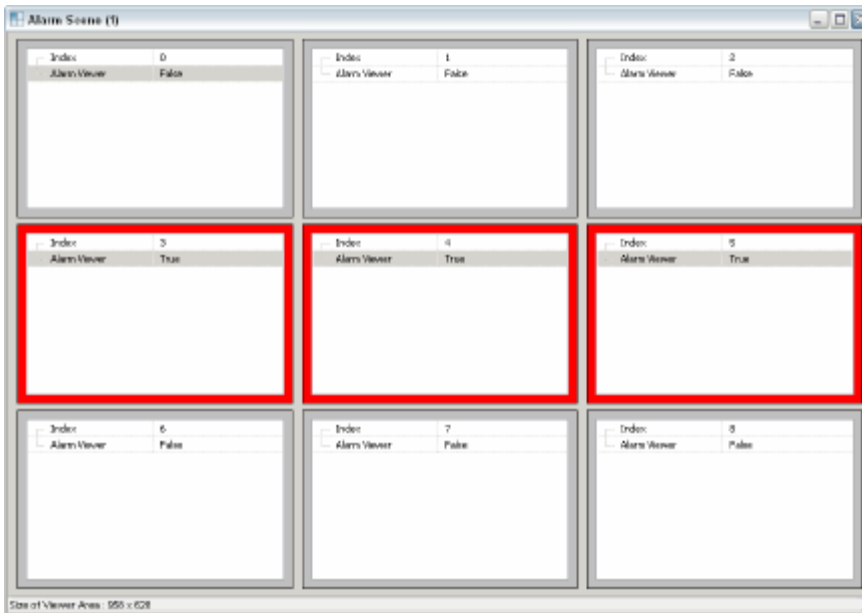 Alarm Scene (1)
Index 0
Alarm Viewer False
Index 1
Alarm Viewer False
Index 2
Alarm Viewer False
Index 3
Alarm Viewer True
Index 4
Alarm Viewer True
Index 5
Alarm Viewer True
Index 6
Alarm Viewer False
Index 7
Alarm Viewer False
Index 8
Alarm Viewer False
Size of Viewer Area : 956 x 626